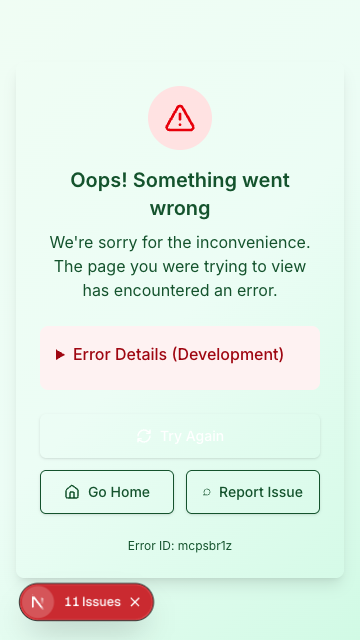 Oops! Something went
wrong
We're sorry for the inconvenience.
The page you were trying to view
has encountered an error.
Error Details (Development)
Try Again
Go Home
Report Issue
Error ID: mcpsbr1z
11 Issues